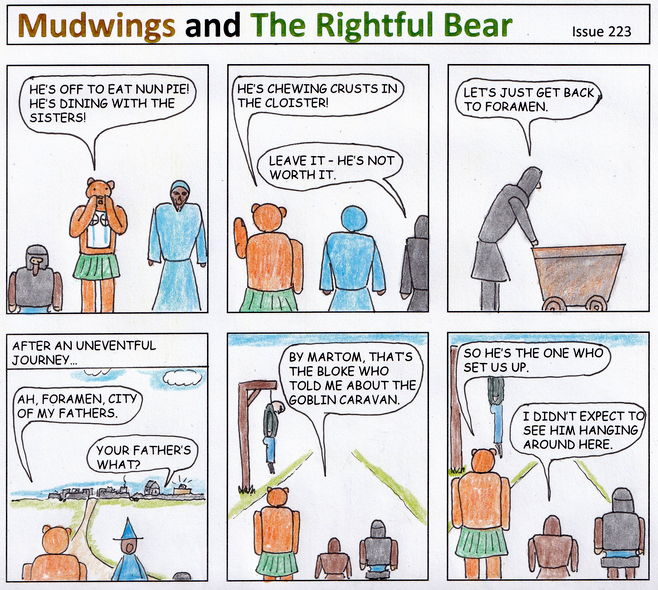 Mudwings and The Rightful Bear
Issue 223
HE'S OFF TO EAT NUN PIE!
HE'S DINING WITH THE
SISTERS!
HE'S CHEWING CRUSTS IN
THE CLOISTER!
LEAVE IT - HE'S NOT
WORTH IT.
LET'S JUST GET BACK
TO FORAMEN.
AFTER AN UNEVENTFUL
JOURNEY...
AH, FORAMEN, CITY
OF MY FATHERS.
YOUR FATHER'S
WHAT?
BY MARTOM, THAT'S
THE BLOKE WHO
TOLD ME ABOUT THE
GOBLIN CARAVAN.
SO HE'S THE ONE WHO
SET US UP.
I DIDN'T EXPECT TO
SEE HIM HANGING
AROUND HERE.